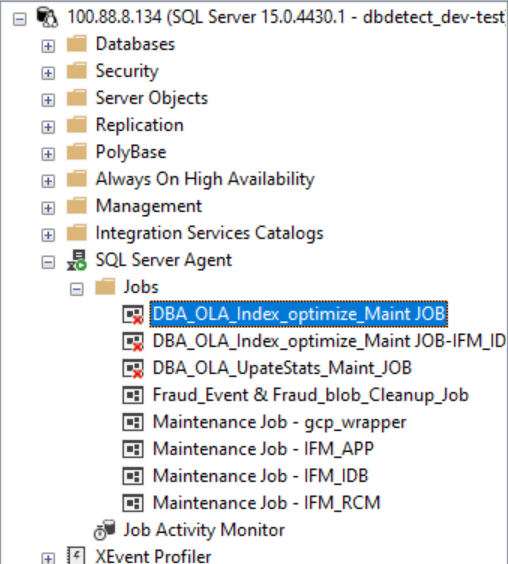 100.88.8.134 (SQL Server 15.0.4430.1 - dbdetect_dev-test
Databases
Security
Server Objects
Replication
PolyBase
Always On High Availability
Management
Integration Services Catalogs
SQL Server Agent
Jobs
DBA_OLA_Index_optimize_Maint JOB
DBA_OLA_Index_optimize_Maint JOB-IFM_ID
DBA_OLA_UpateStats_Maint_JOB
Fraud_Event & Fraud_blob_Cleanup_Job
Maintenance Job - gcp_wrapper
Maintenance Job - IFM_APP
Maintenance Job - IFM_IDB
Maintenance Job - IFM_RCM
Job Activity Monitor
XEvent Profiler